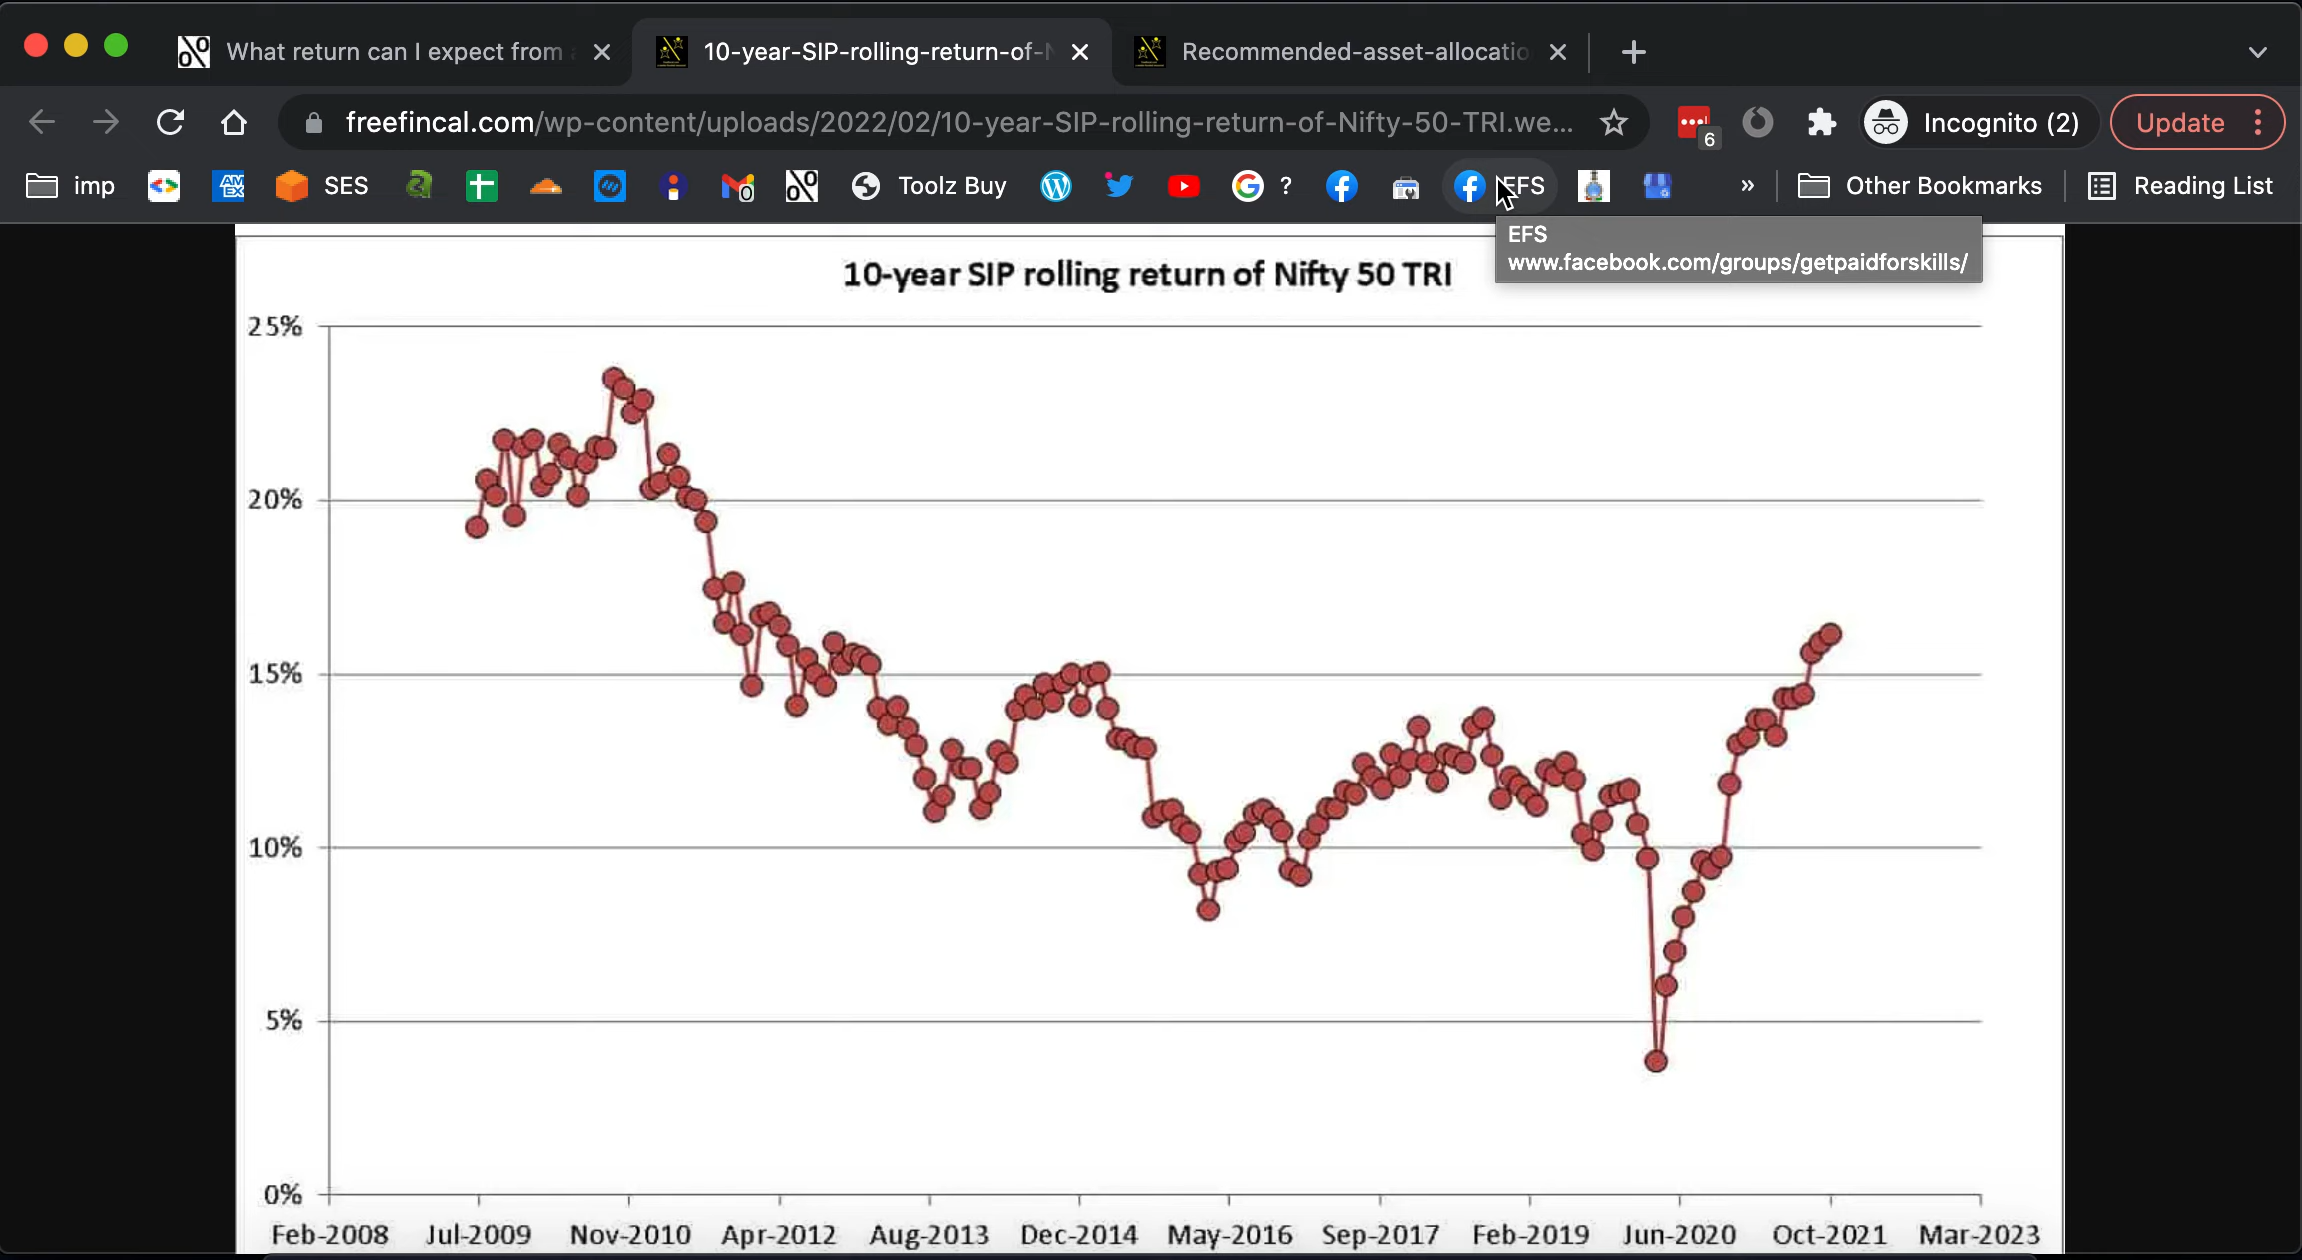 What return can I expect from
10-year-SIP-rolling-return-of-N
Recommended-asset-allocatio
freefincal.com/wp-content/uploads/2022/02/10-year-SIP-rolling-return-of-Nifty-50-TRI.we...
6
Incognito (2)
Update
imp
AM EX
SES
0
Toolz Buy
?
EFS
»
Other Bookmarks
Reading List
EFS
www.facebook.com/groups/getpaidforskills/
10-year SIP rolling return of Nifty 50 TRI
25%
20%
15%
10%
5%
0%
Feb-2008 Jul-2009 Nov-2010 Apr-2012 Aug-2013 Dec-2014 May-2016 Sep-2017 Feb-2019 Jun-2020 Oct-2021 Mar-2023